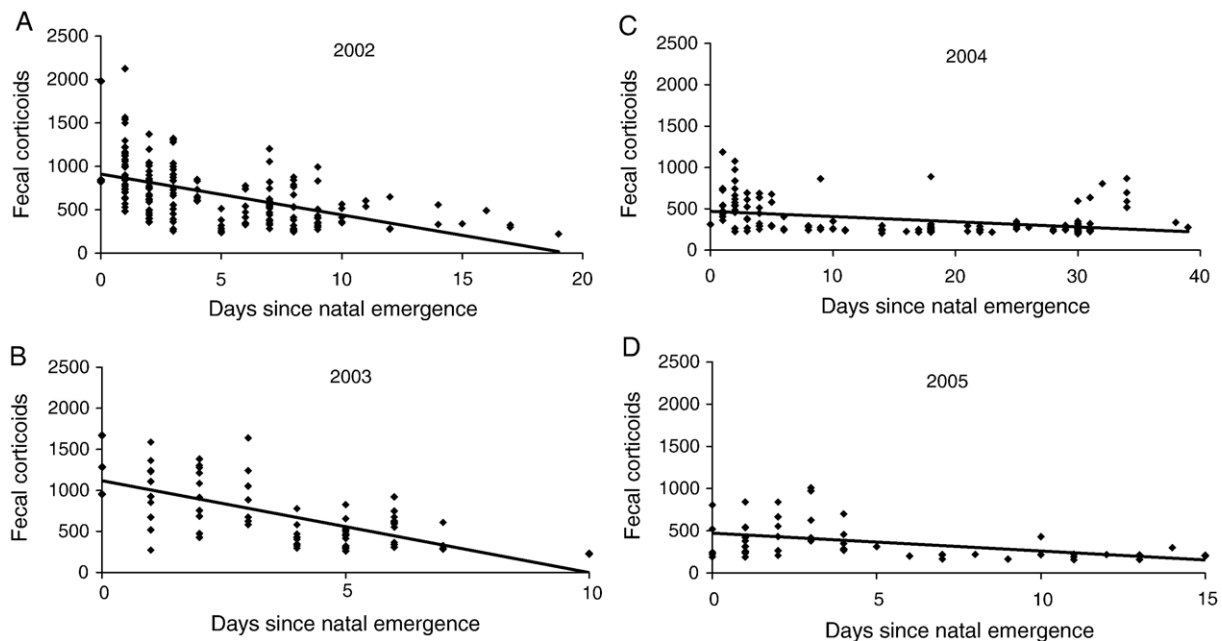 A
2002
2500
2000
1500
1000
500
0
Fecal corticoids
0 5 10 15 20
Days since natal emergence
B
2003
2500
2000
1500
1000
500
0
Fecal corticoids
0 5 10
Days since natal emergence
C
2004
2500
2000
1500
1000
500
0
Fecal corticoids
0 10 20 30 40
Days since natal emergence
D
2005
2500
2000
1500
1000
500
0
Fecal corticoids
0 5 10 15
Days since natal emergence